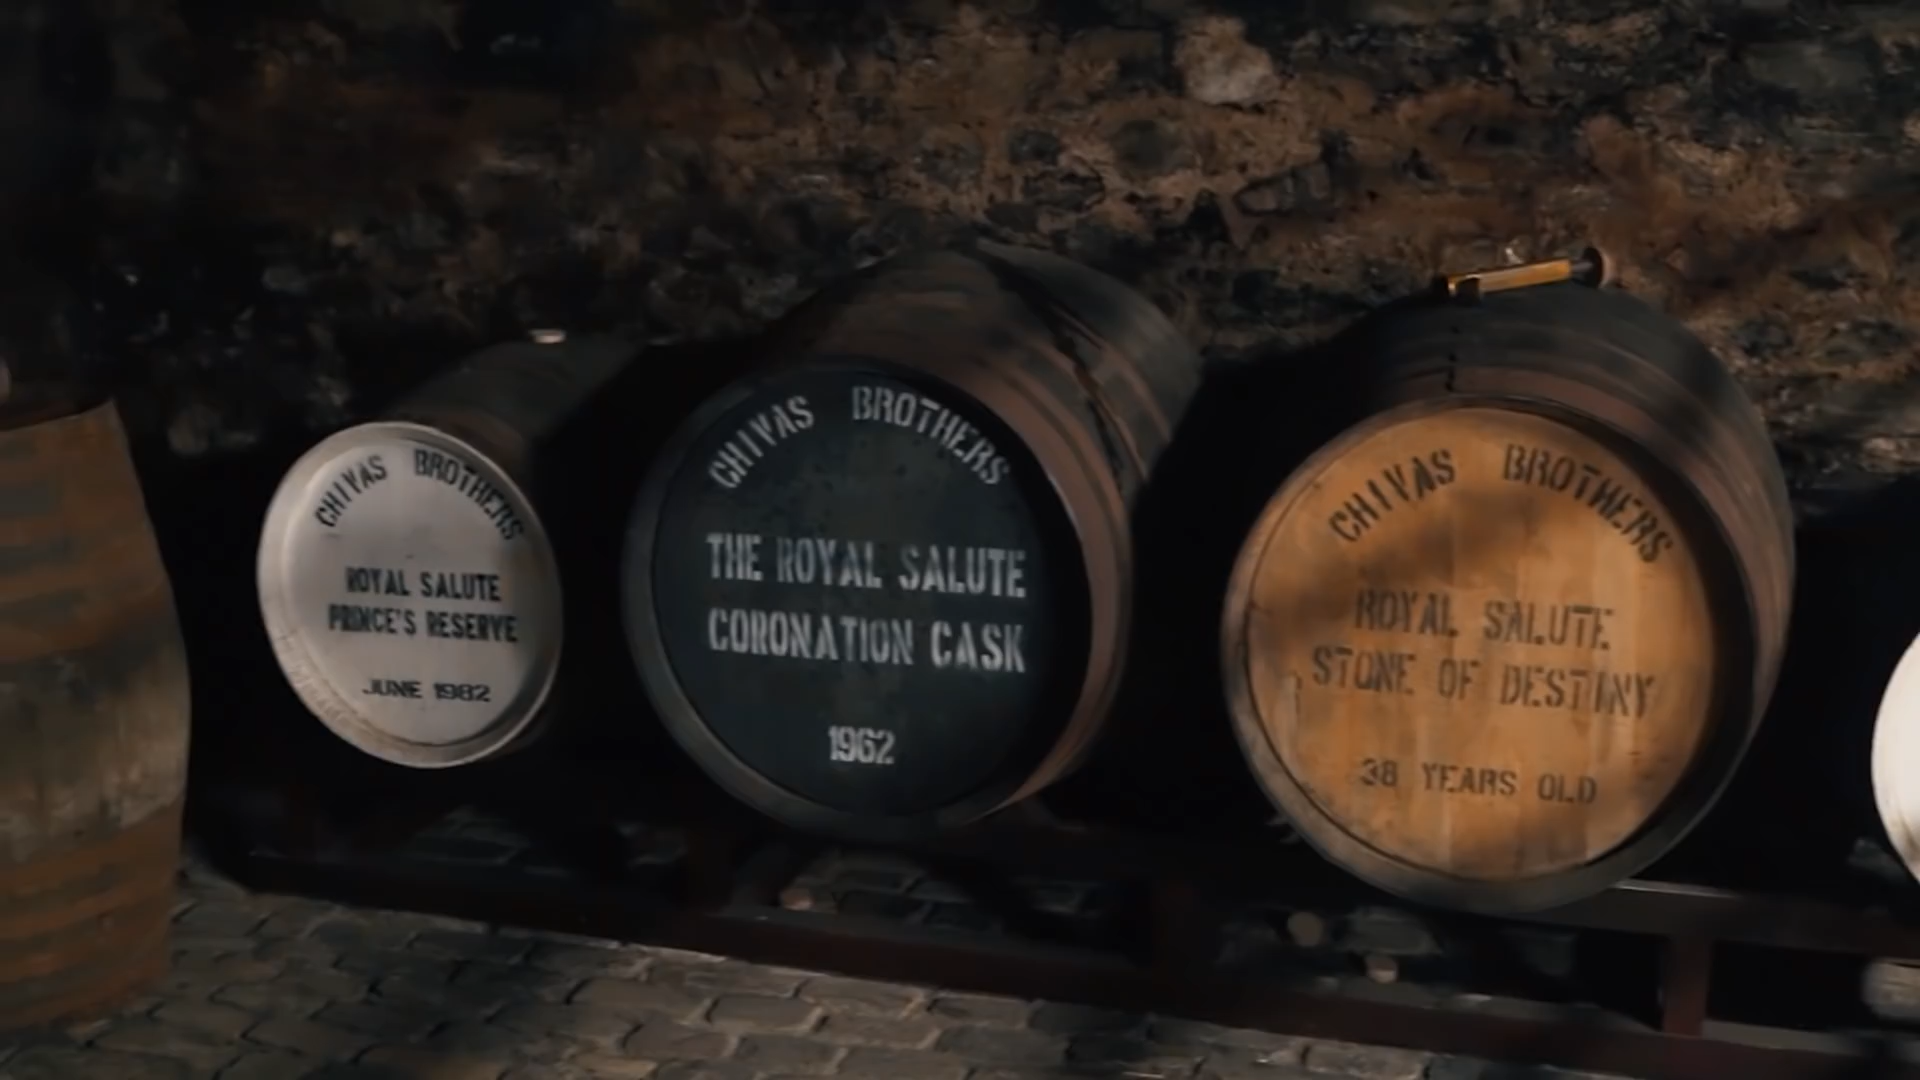 CHIVAS BROTHERS
ROYAL SALUTE
PRINCE'S RESERVE
JUNE 1982
CHIVAS BROTHERS
THE ROYAL SALUTE
CORONATION CASK
1962
CHIVAS BROTHERS
ROYAL SALUTE
STONE OF DESTINY
38 YEARS OLD